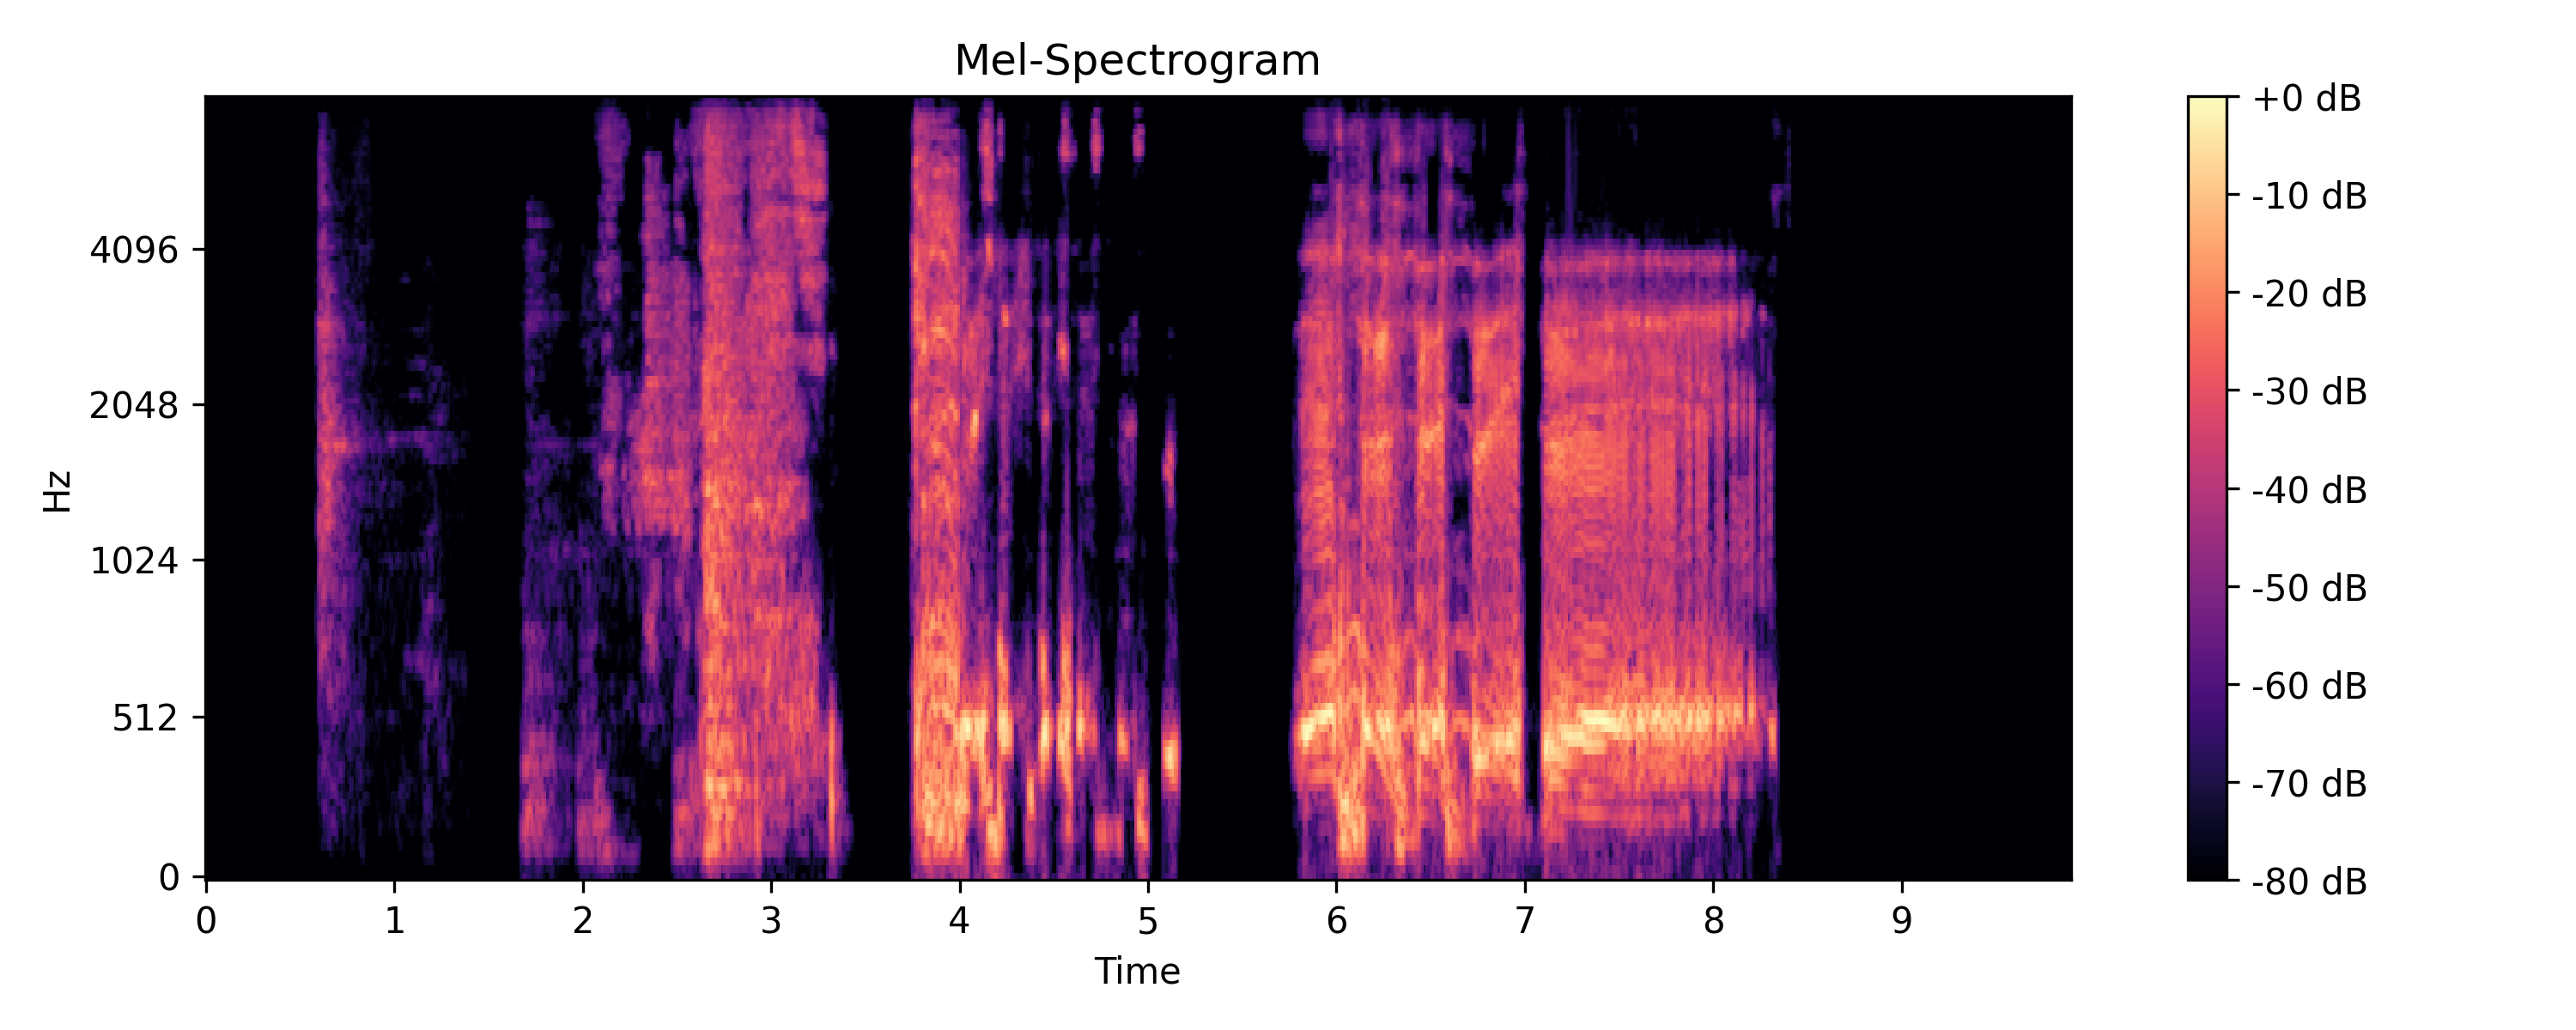 Mel-Spectrogram
+0 dB
-10 dB
-20 dB
-30 dB
-40 dB
-50 dB
-60 dB
-70 dB
-80 dB
4096
2048
1024
512
0
Hz
0 1 2 3 4 5 6 7 8 9
Time